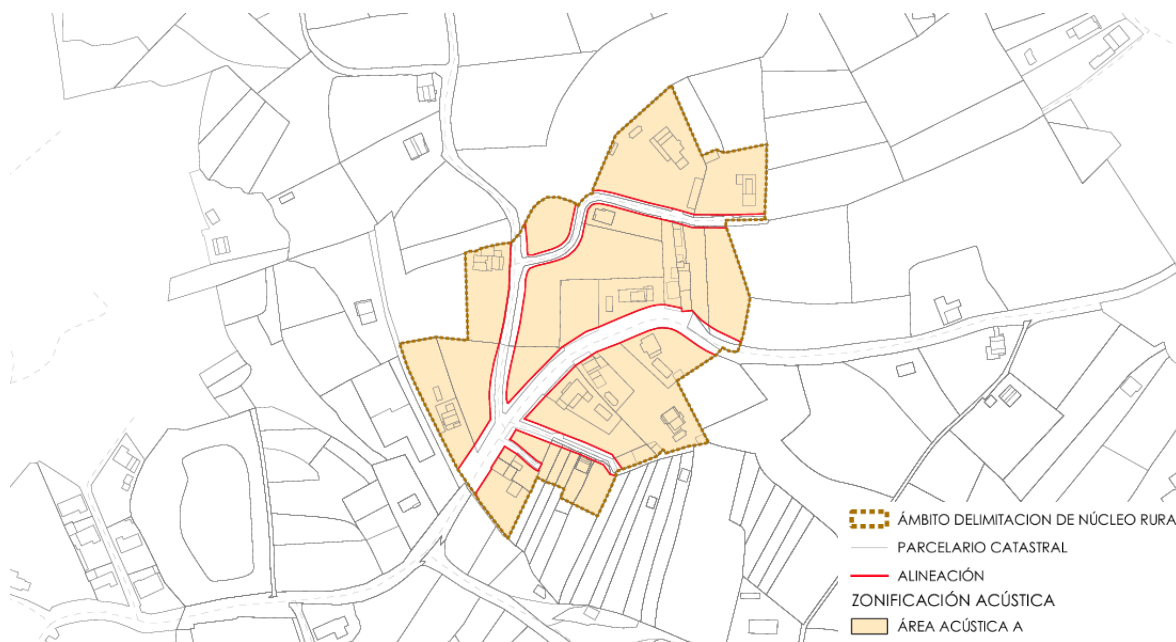 ÁMBITO DELIMITACION DE NÚCLEO RURA
PARCELARIO CATASTRAL
ALINEACIÓN
ZONIFICACIÓN ACÚSTICA
ÁREA ACÚSTICA A